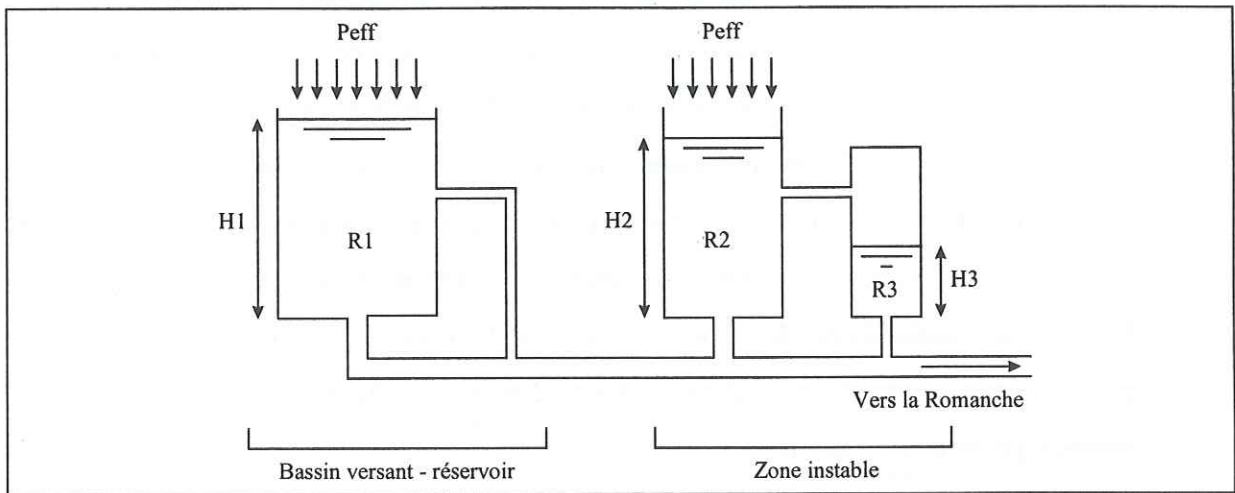 Peff
Peff
H1
R1
H2
R2
R3
H3
Vers la Romanche
Bassin versant - réservoir
Zone instable